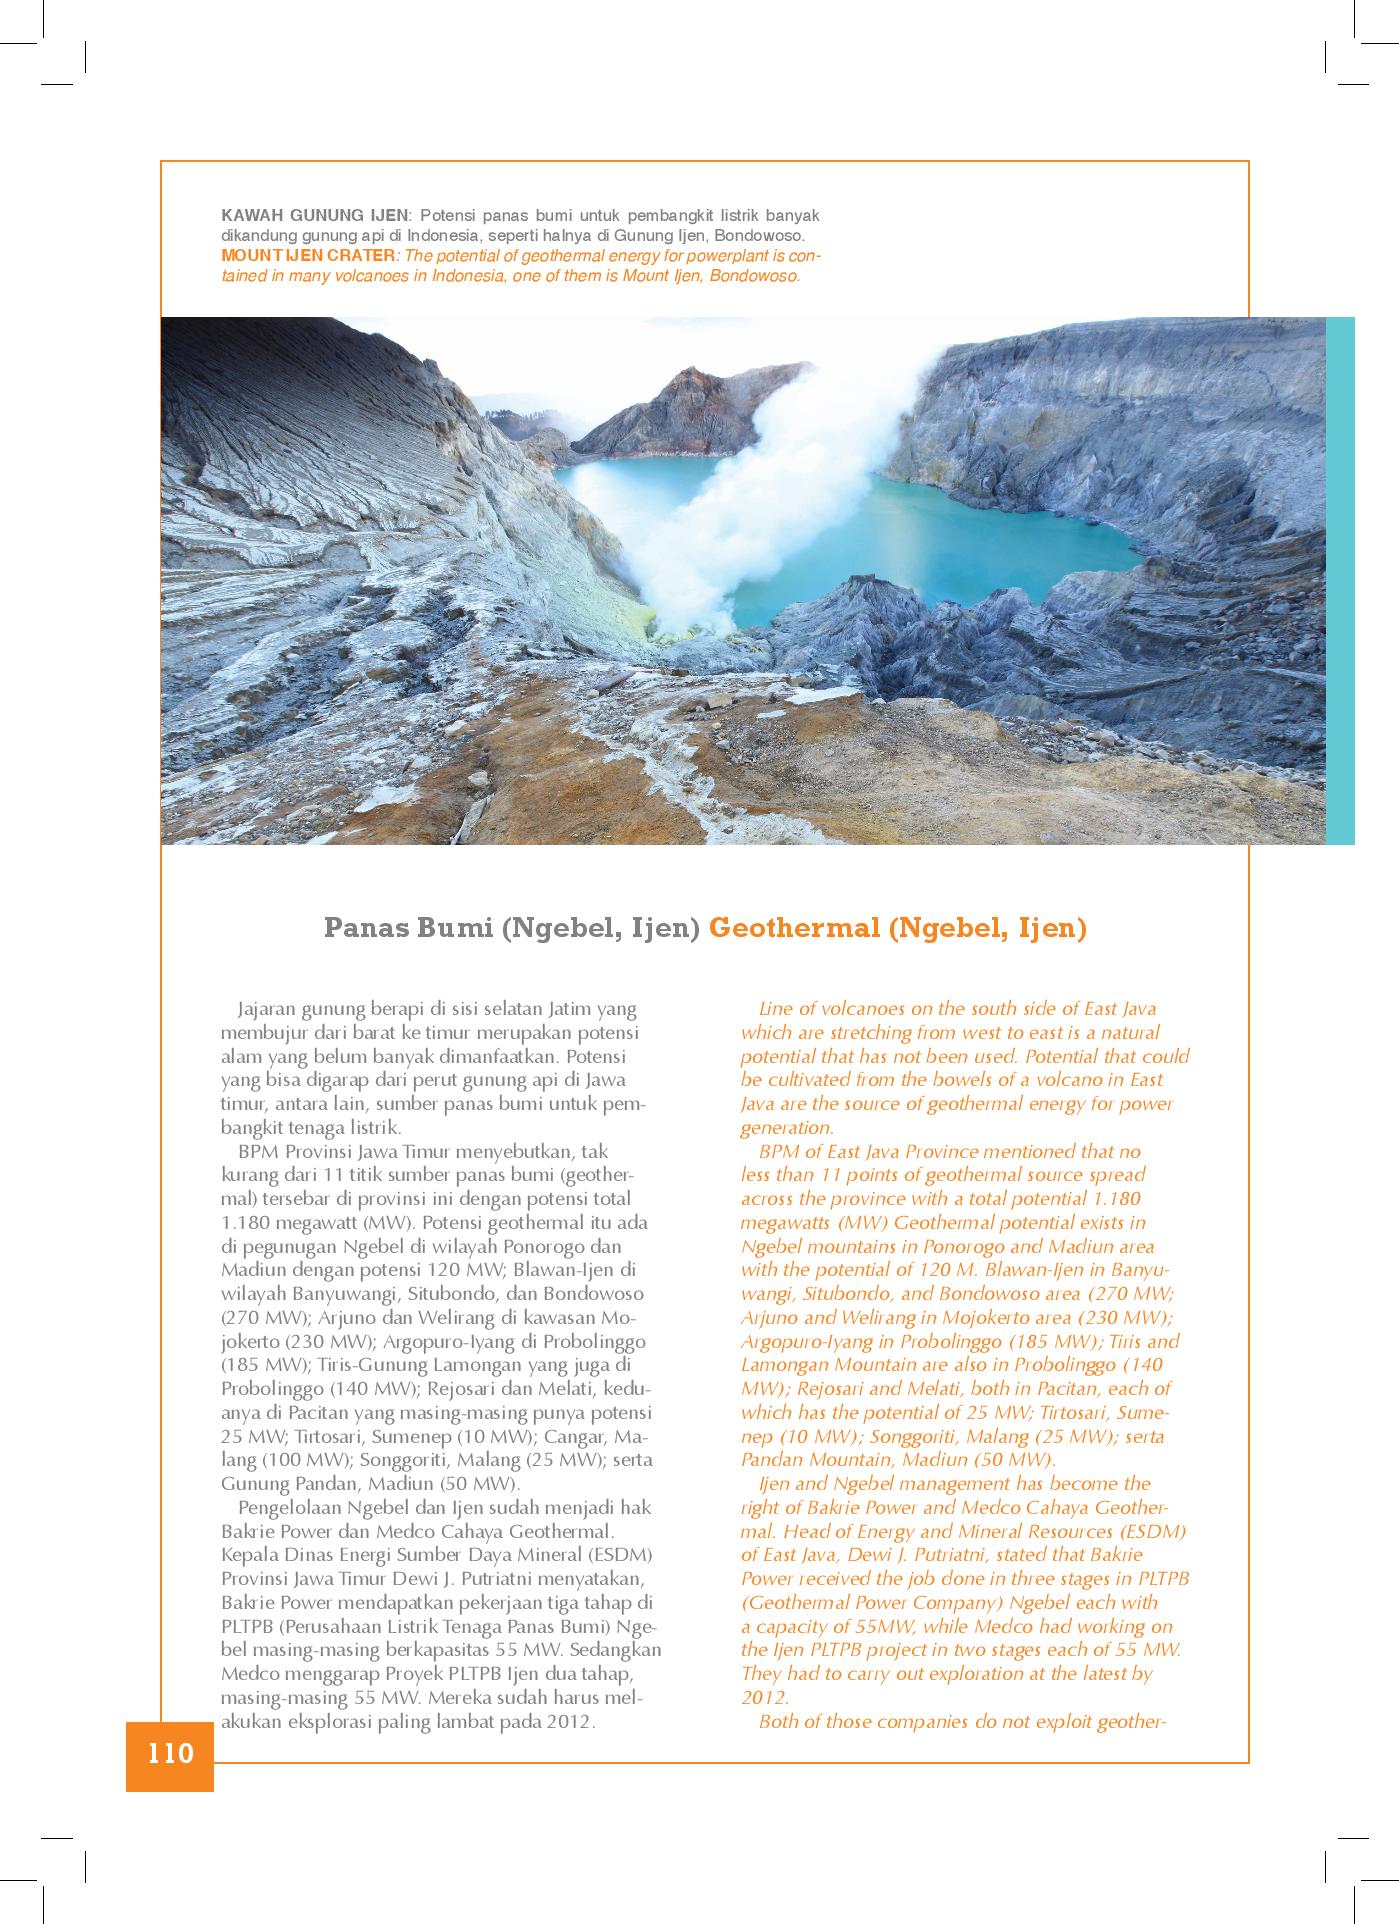 KAWAH GUNUNG IJEN: Potensi panas bumi untuk pembangkit listrik banyak
dikandung gunung api di Indonesia, seperti halnya di Gunung Ijen, Bondowoso.
MOUNT IJEN CRATER: The potential of geothermal energy for powerplant is con-
tained in many volcanoes in Indonesia, one of them is Mount Ijen, Bondowoso.
Panas Bumi (Ngebel, Ijen) Geothermal (Ngebel, Ijen)
Jajaran gunung berapi di sisi selatan Jatim yang
membujur dari barat ke timur merupakan potensi
alam yang belum banyak dimanfaatkan. Potensi
yang bisa digarap dari perut gunung api di Jawa
timur, antara lain, sumber panas bumi untuk pem-
bangkit tenaga listrik.
BPM Provinsi Jawa Timur menyebutkan, tak
kurang dari 11 titik sumber panas bumi (geother-
mal) tersebar di provinsi ini dengan potensi total
1.180 megawatt (MW). Potensi geothermal itu ada
di pegunugan Ngebel di wilayah Ponorogo dan
Madiun dengan potensi 120 MW; Blawan-Ijen di
wilayah Banyuwangi, Situbondo, dan Bondowoso
(270 MW); Arjuno dan Welirang di kawasan Mo-
jokerto (230 MW); Argopuro-Iyang di Probolinggo
(185 MW); Tiris-Gunung Lamongan yang juga di
Probolinggo (140 MW); Rejosari dan Melati, kedu-
anya di Pacitan yang masing-masing punya potensi
25 MW; Tirtosari, Sumenep (10 MW); Cangar, Ma-
lang (100 MW); Songgoriti, Malang (25 MW); serta
Gunung Pandan, Madiun (50 MW).
Pengelolaan Ngebel dan Ijen sudah menjadi hak
Bakrie Power dan Medco Cahaya Geothermal.
Kepala Dinas Energi Sumber Daya Mineral (ESDM)
Provinsi Jawa Timur Dewi J. Putriatni menyatakan,
Bakrie Power mendapatkan pekerjaan tiga tahap di
PLTPB (Perusahaan Listrik Tenaga Panas Bumi) Nge-
bel masing-masing berkapasitas 55 MW. Sedangkan
Medco menggarap Proyek PLTPB Ijen dua tahap,
masing-masing 55 MW. Mereka sudah harus mel-
akukan eksplorasi paling lambat pada 2012.
Line of volcanoes on the south side of East Java
which are stretching from west to east is a natural
potential that has not been used. Potential that could
be cultivated from the bowels of a volcano in East
Java are the source of geothermal energy for power
generation.
BPM of East Java Province mentioned that no
less than 11 points of geothermal source spread
across the province with a total potential 1.180
megawatts (MW) Geothermal potential exists in
Ngebel mountains in Ponorogo and Madiun area
with the potential of 120 M. Blawan-Ijen in Banyu-
wangi, Situbondo, and Bondowoso area (270 MW;
Arjuno and Welirang in Mojokerto area (230 MW);
Argopuro-Iyang in Probolinggo (185 MW); Tiris and
Lamongan Mountain are also in Probolinggo (140
MW); Rejosari and Melati, both in Pacitan, each of
which has the potential of 25 MW; Tirtosari, Sume-
nep (10 MW); Songgoriti, Malang (25 MW); serta
Pandan Mountain, Madiun (50 MW).
Ijen and Ngebel management has become the
right of Bakrie Power and Medco Cahaya Geother-
mal. Head of Energy and Mineral Resources (ESDM)
of East Java, Dewi J. Putriatni, stated that Bakrie
Power received the job done in three stages in PLTPB
(Geothermal Power Company) Ngebel each with
a capacity of 55MW, while Medco had working on
the Ijen PLTPB project in two stages each of 55 MW.
They had to carry out exploration at the latest by
2012.
Both of those companies do not exploit geother-
110